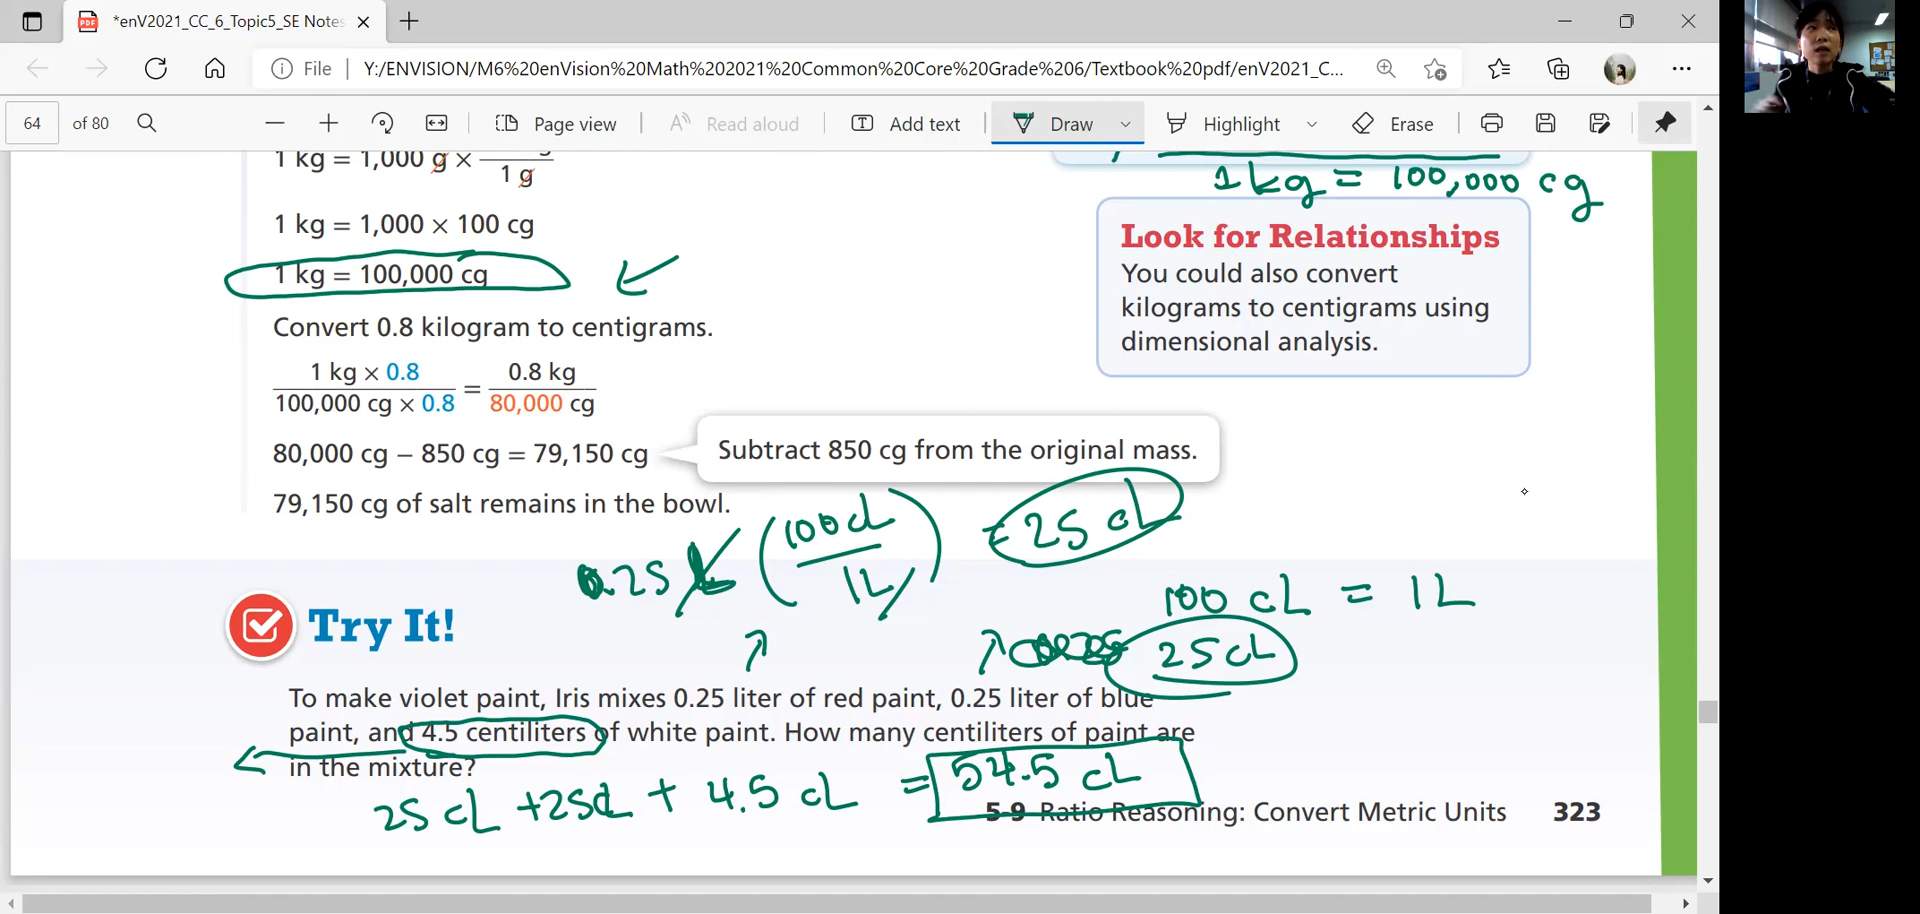 *enV2021_CC_6_Topic5_SE Notes
File
Y:/ENVISION/M6%20enVision%20Math%202021%20Common%20Core%20Grade%206/Textbook%20pdf/enV2021_C...
64 of 80
Page view
Read aloud
Add text
Draw
Highlight
Erase
1 kg = 1,000 g ×
1 g
1 kg = 100,000 cg
1 kg = 1,000 × 100 cg
1 kg = 100,000 cg
Look for Relationships
You could also convert
kilograms to centigrams using
dimensional analysis.
Convert 0.8 kilogram to centigrams.
1 kg × 0.8 = 0.8 kg
100,000 cg × 0.8 80,000 cg
80,000 cg − 850 cg = 79,150 cg
Subtract 850 cg from the original mass.
79,150 cg of salt remains in the bowl.
0.25 L (100 cL / 1L) = 25 cL
100 cL = 1L
25 cL
Try It!
To make violet paint, Iris mixes 0.25 liter of red paint, 0.25 liter of blue
paint, and 4.5 centiliters of white paint. How many centiliters of paint are
in the mixture?
25 cL + 25 cL + 4.5 cL = 54.5 cL
5-9 Ratio Reasoning: Convert Metric Units 323